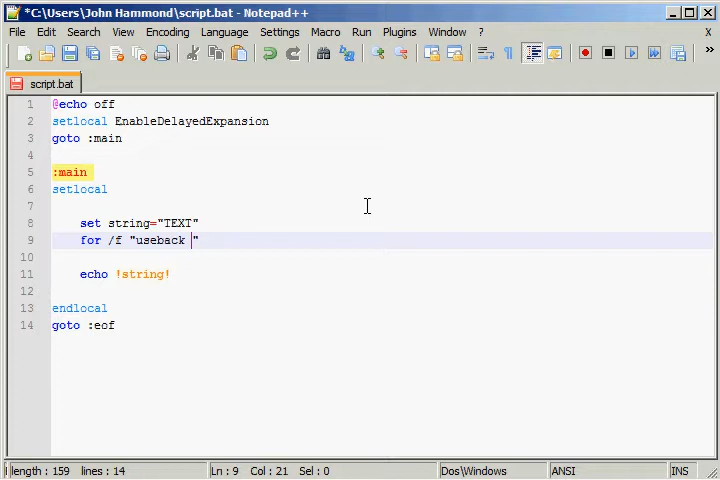 *C:\Users\John Hammond\script.bat - Notepad++
File Edit Search View Encoding Language Settings Macro Run Plugins Window ? X
»
script.bat
1 @echo off
2 setlocal EnableDelayedExpansion
3 goto :main
4
5 :main
6 setlocal
7
8 set string="TEXT"
9 for /f "useback "
10
11 echo !string!
12
13 endlocal
14 goto :eof
length : 159 lines : 14 Ln : 9 Col : 21 Sel : 0 Dos\Windows ANSI INS